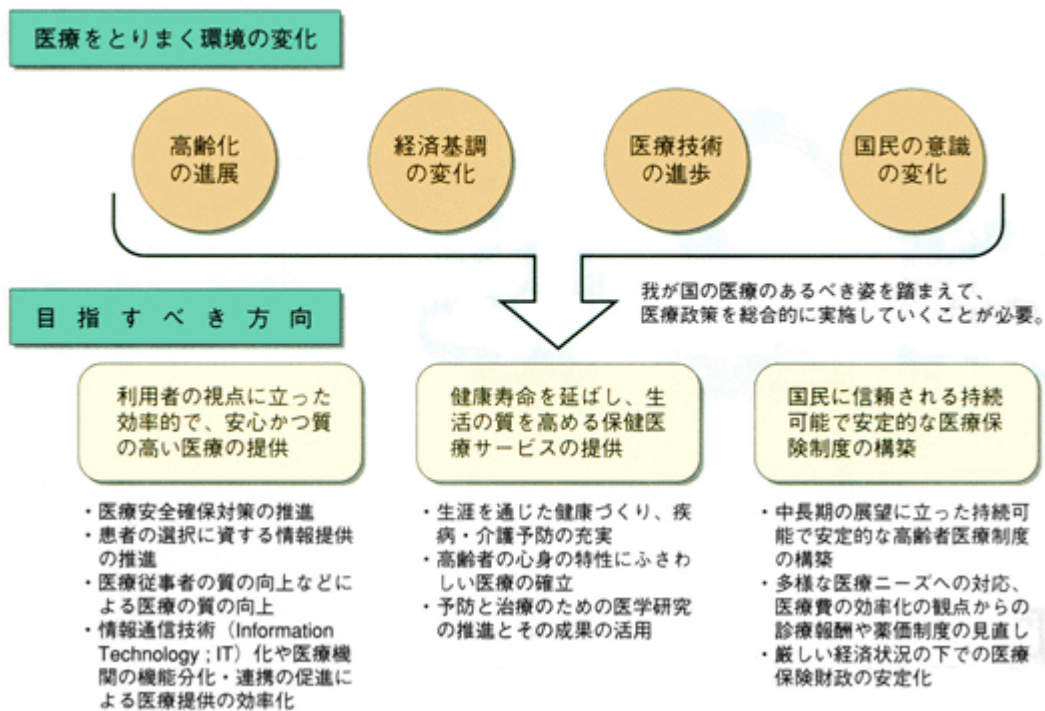 医療をとりまく環境の変化
高齢化
の進展
経済基調
の変化
医療技術
の進歩
国民の意識
の変化
我が国の医療のあるべき姿を踏まえて、
医療政策を総合的に実施していくことが必要。
目指すべき方向
利用者の視点に立った
効率的で、安心かつ質
の高い医療の提供
・医療安全確保対策の推進
・患者の選択に資する情報提供
の推進
・医療従事者の質の向上などに
よる医療の質の向上
・情報通信技術（Information
Technology ; IT）化や医療機
関の機能分化・連携の促進に
よる医療提供の効率化
健康寿命を延ばし、生
活の質を高める保健医
療サービスの提供
・生涯を通じた健康づくり、疾
病・介護予防の充実
・高齢者の心身の特性にふさわ
しい医療の確立
・予防と治療のための医学研究
の推進とその成果の活用
国民に信頼される持続
可能で安定的な医療保
険制度の構築
・中長期の展望に立った持続可
能で安定的な高齢者医療制度
の構築
・多様な医療ニーズへの対応、
医療費の効率化の観点からの
診療報酬や薬価制度の見直し
・厳しい経済状況の下での医療
保険財政の安定化